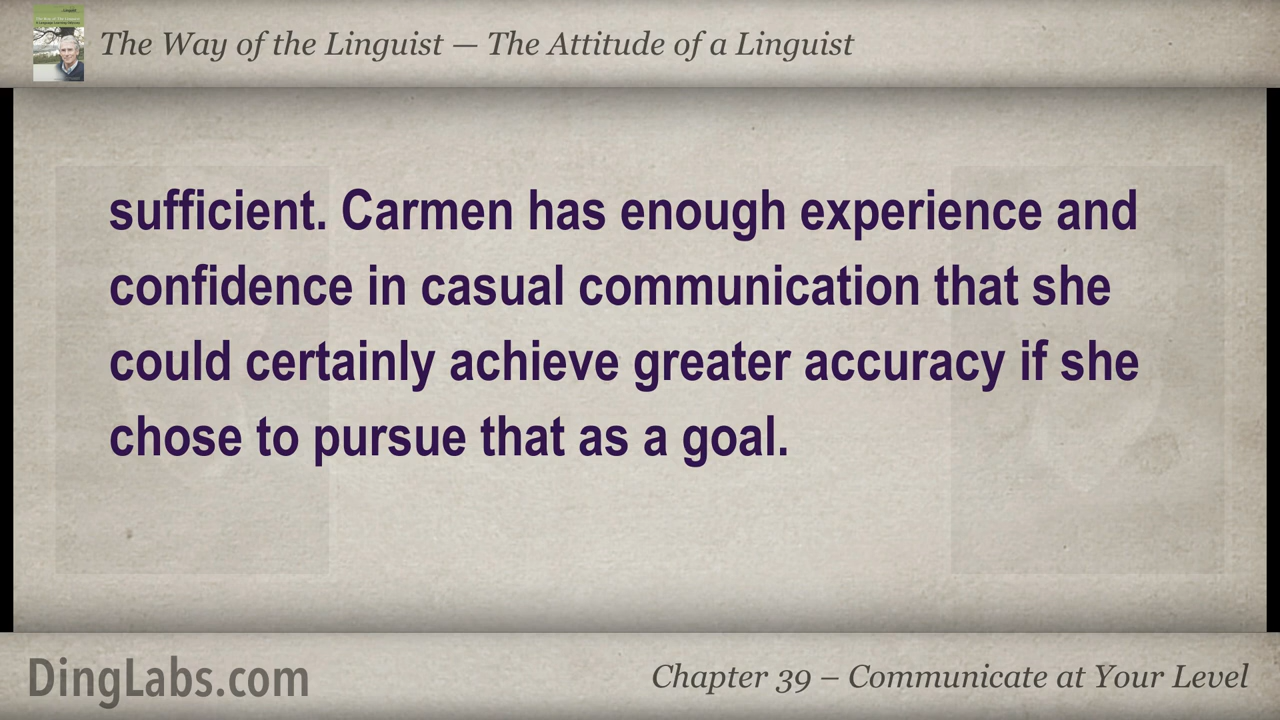 The Way of the Linguist — The Attitude of a Linguist
sufficient. Carmen has enough experience and
confidence in casual communication that she
could certainly achieve greater accuracy if she
chose to pursue that as a goal.
DingLabs.com
Chapter 39 – Communicate at Your Level